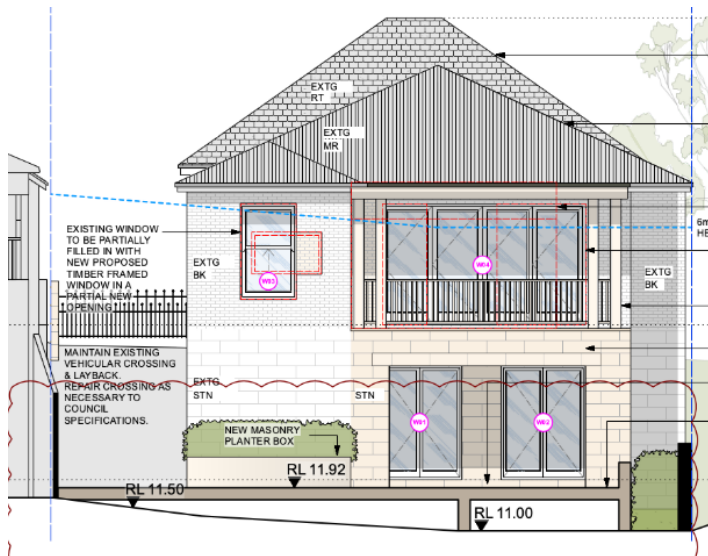 EXTG
RT
EXTG
MR
EXISTING WINDOW
TO BE PARTIALLY
FILLED IN WITH
NEW PROPOSED
TIMBER FRAMED
WINDOW IN A
PARTIAL NEW
OPENING
EXTG
BK
W03
W04
6m
EXTG
BK
MAINTAIN EXISTING
VEHICULAR CROSSING
& LAYBACK.
REPAIR CROSSING AS
NECESSARY TO
COUNCIL
SPECIFICATIONS.
EXTG
STN
STN
W01
W02
NEW MASONRY
PLANTER BOX
RL 11.92
RL 11.50
RL 11.00